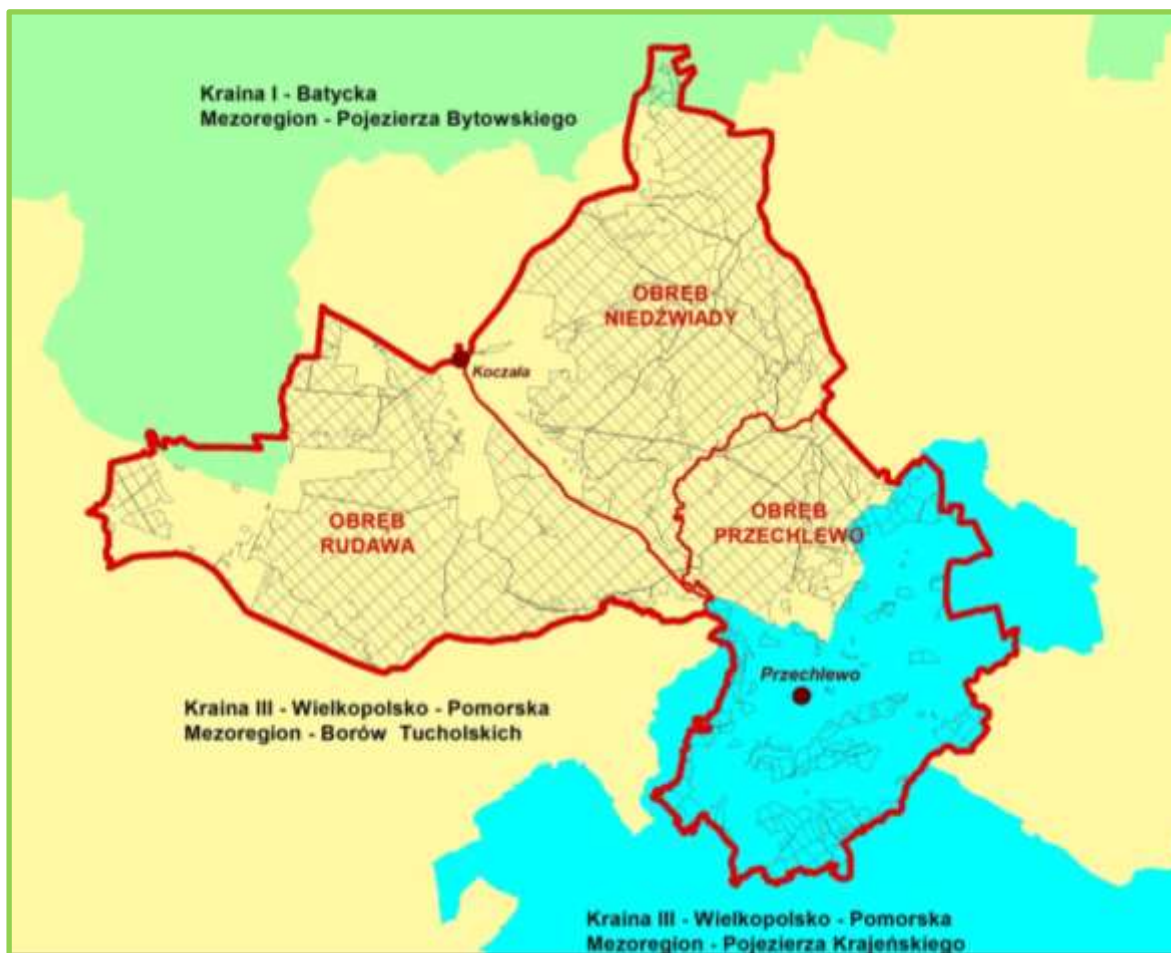 Kraina I - Batycka
Mezoregion - Pojezierza Bytowskiego
OBRĘB
NIEDŹWIADY
Koczała
OBRĘB
RUDAWA
OBRĘB
PRZECHLEWO
Przechlewo
Kraina III - Wielkopolsko - Pomorska
Mezoregion - Borów Tucholskich
Kraina III - Wielkopolsko - Pomorska
Mezoregion - Pojezierza Krajeńskiego